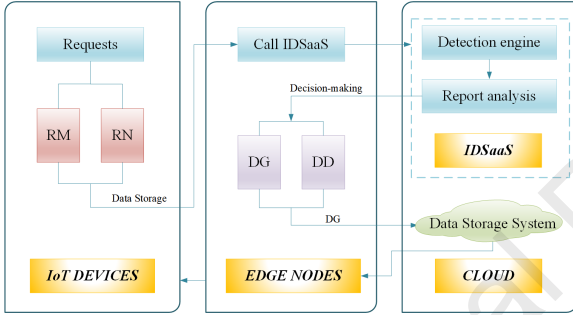 Requests
RM
RN
Data Storage
IoT DEVICES
Call IDSaaS
Decision-making
DG
DD
DG
EDGE NODES
Detection engine
Report analysis
IDSaaS
Data Storage System
CLOUD